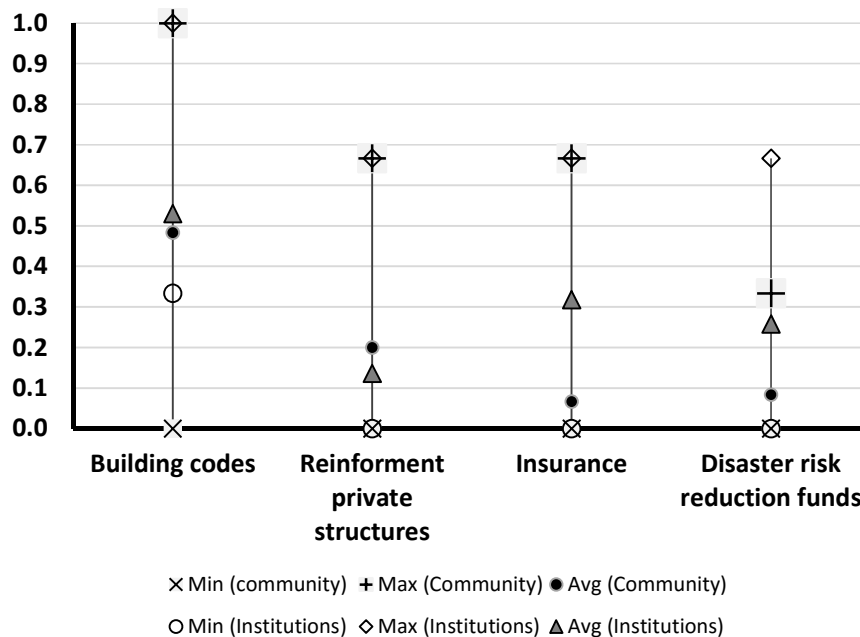 1.0
0.9
0.8
0.7
0.6
0.5
0.4
0.3
0.2
0.1
0.0
Building codes
Reinforment
private
structures
Insurance
Disaster risk
reduction funds
Min (community)
Max (Community)
Avg (Community)
Min (Institutions)
Max (Institutions)
Avg (Institutions)